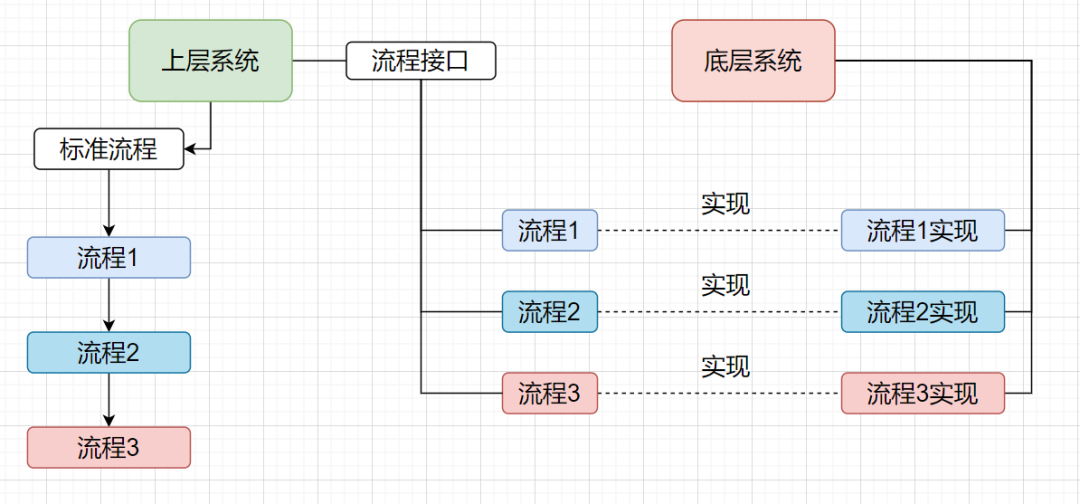 上层系统
流程接口
底层系统
标准流程
流程1
流程2
流程3
流程1
实现
流程1实现
流程2
实现
流程2实现
流程3
实现
流程3实现